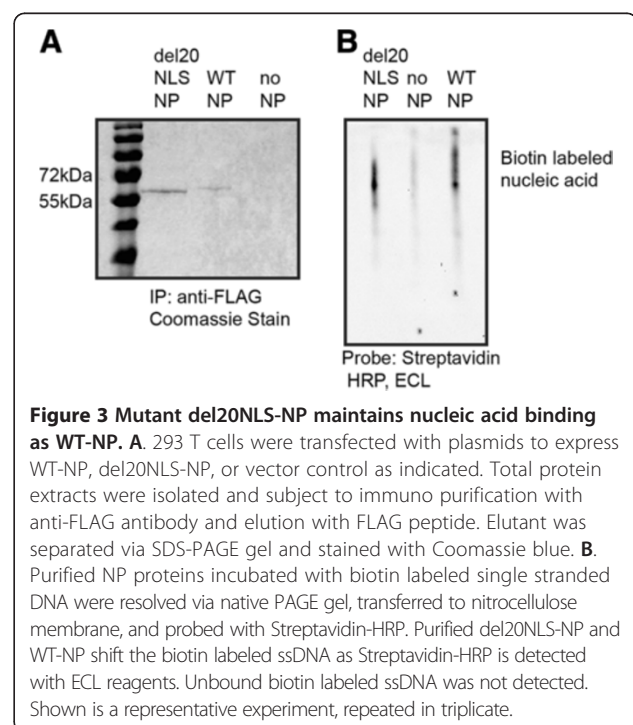 A
B
del20
NLS WT no
NP NP NP
del20
NLS no WT
NP NP NP
72kDa
55kDa
Biotin labeled
nucleic acid
IP: anti-FLAG
Coomassie Stain
Probe: Streptavidin
HRP, ECL
Figure 3 Mutant del20NLS-NP maintains nucleic acid binding
as WT-NP. A. 293 T cells were transfected with plasmids to express
WT-NP, del20NLS-NP, or vector control as indicated. Total protein
extracts were isolated and subject to immuno purification with
anti-FLAG antibody and elution with FLAG peptide. Elutant was
separated via SDS-PAGE gel and stained with Coomassie blue. B.
Purified NP proteins incubated with biotin labeled single stranded
DNA were resolved via native PAGE gel, transferred to nitrocellulose
membrane, and probed with Streptavidin-HRP. Purified del20NLS-NP and
WT-NP shift the biotin labeled ssDNA as Streptavidin-HRP is detected
with ECL reagents. Unbound biotin labeled ssDNA was not detected.
Shown is a representative experiment, repeated in triplicate.